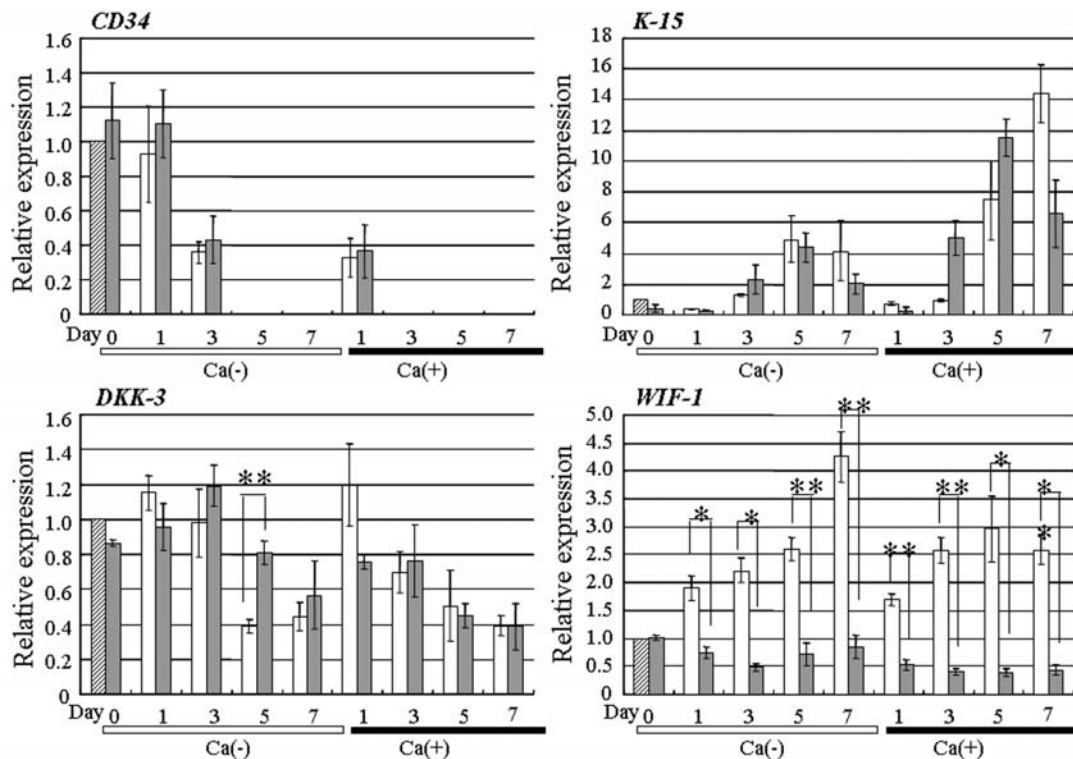 CD34
Relative expression
1.6
1.4
1.2
1.0
0.8
0.6
0.4
0.2
0
Day 0 1 3 5 7 1 3 5 7
Ca(-) Ca(+)
K-15
Relative expression
18
16
14
12
10
8
6
4
2
0
Day 0 1 3 5 7 1 3 5 7
Ca(-) Ca(+)
DKK-3
Relative expression
1.6
1.4
1.2
1.0
0.8
0.6
0.4
0.2
0
**
Day 0 1 3 5 7 1 3 5 7
Ca(-) Ca(+)
WIF-1
Relative expression
5.0
4.5
4.0
3.5
3.0
2.5
2.0
1.5
1.0
0.5
0
* * ** ** ** ** * * *
Day 0 1 3 5 7 1 3 5 7
Ca(-) Ca(+)